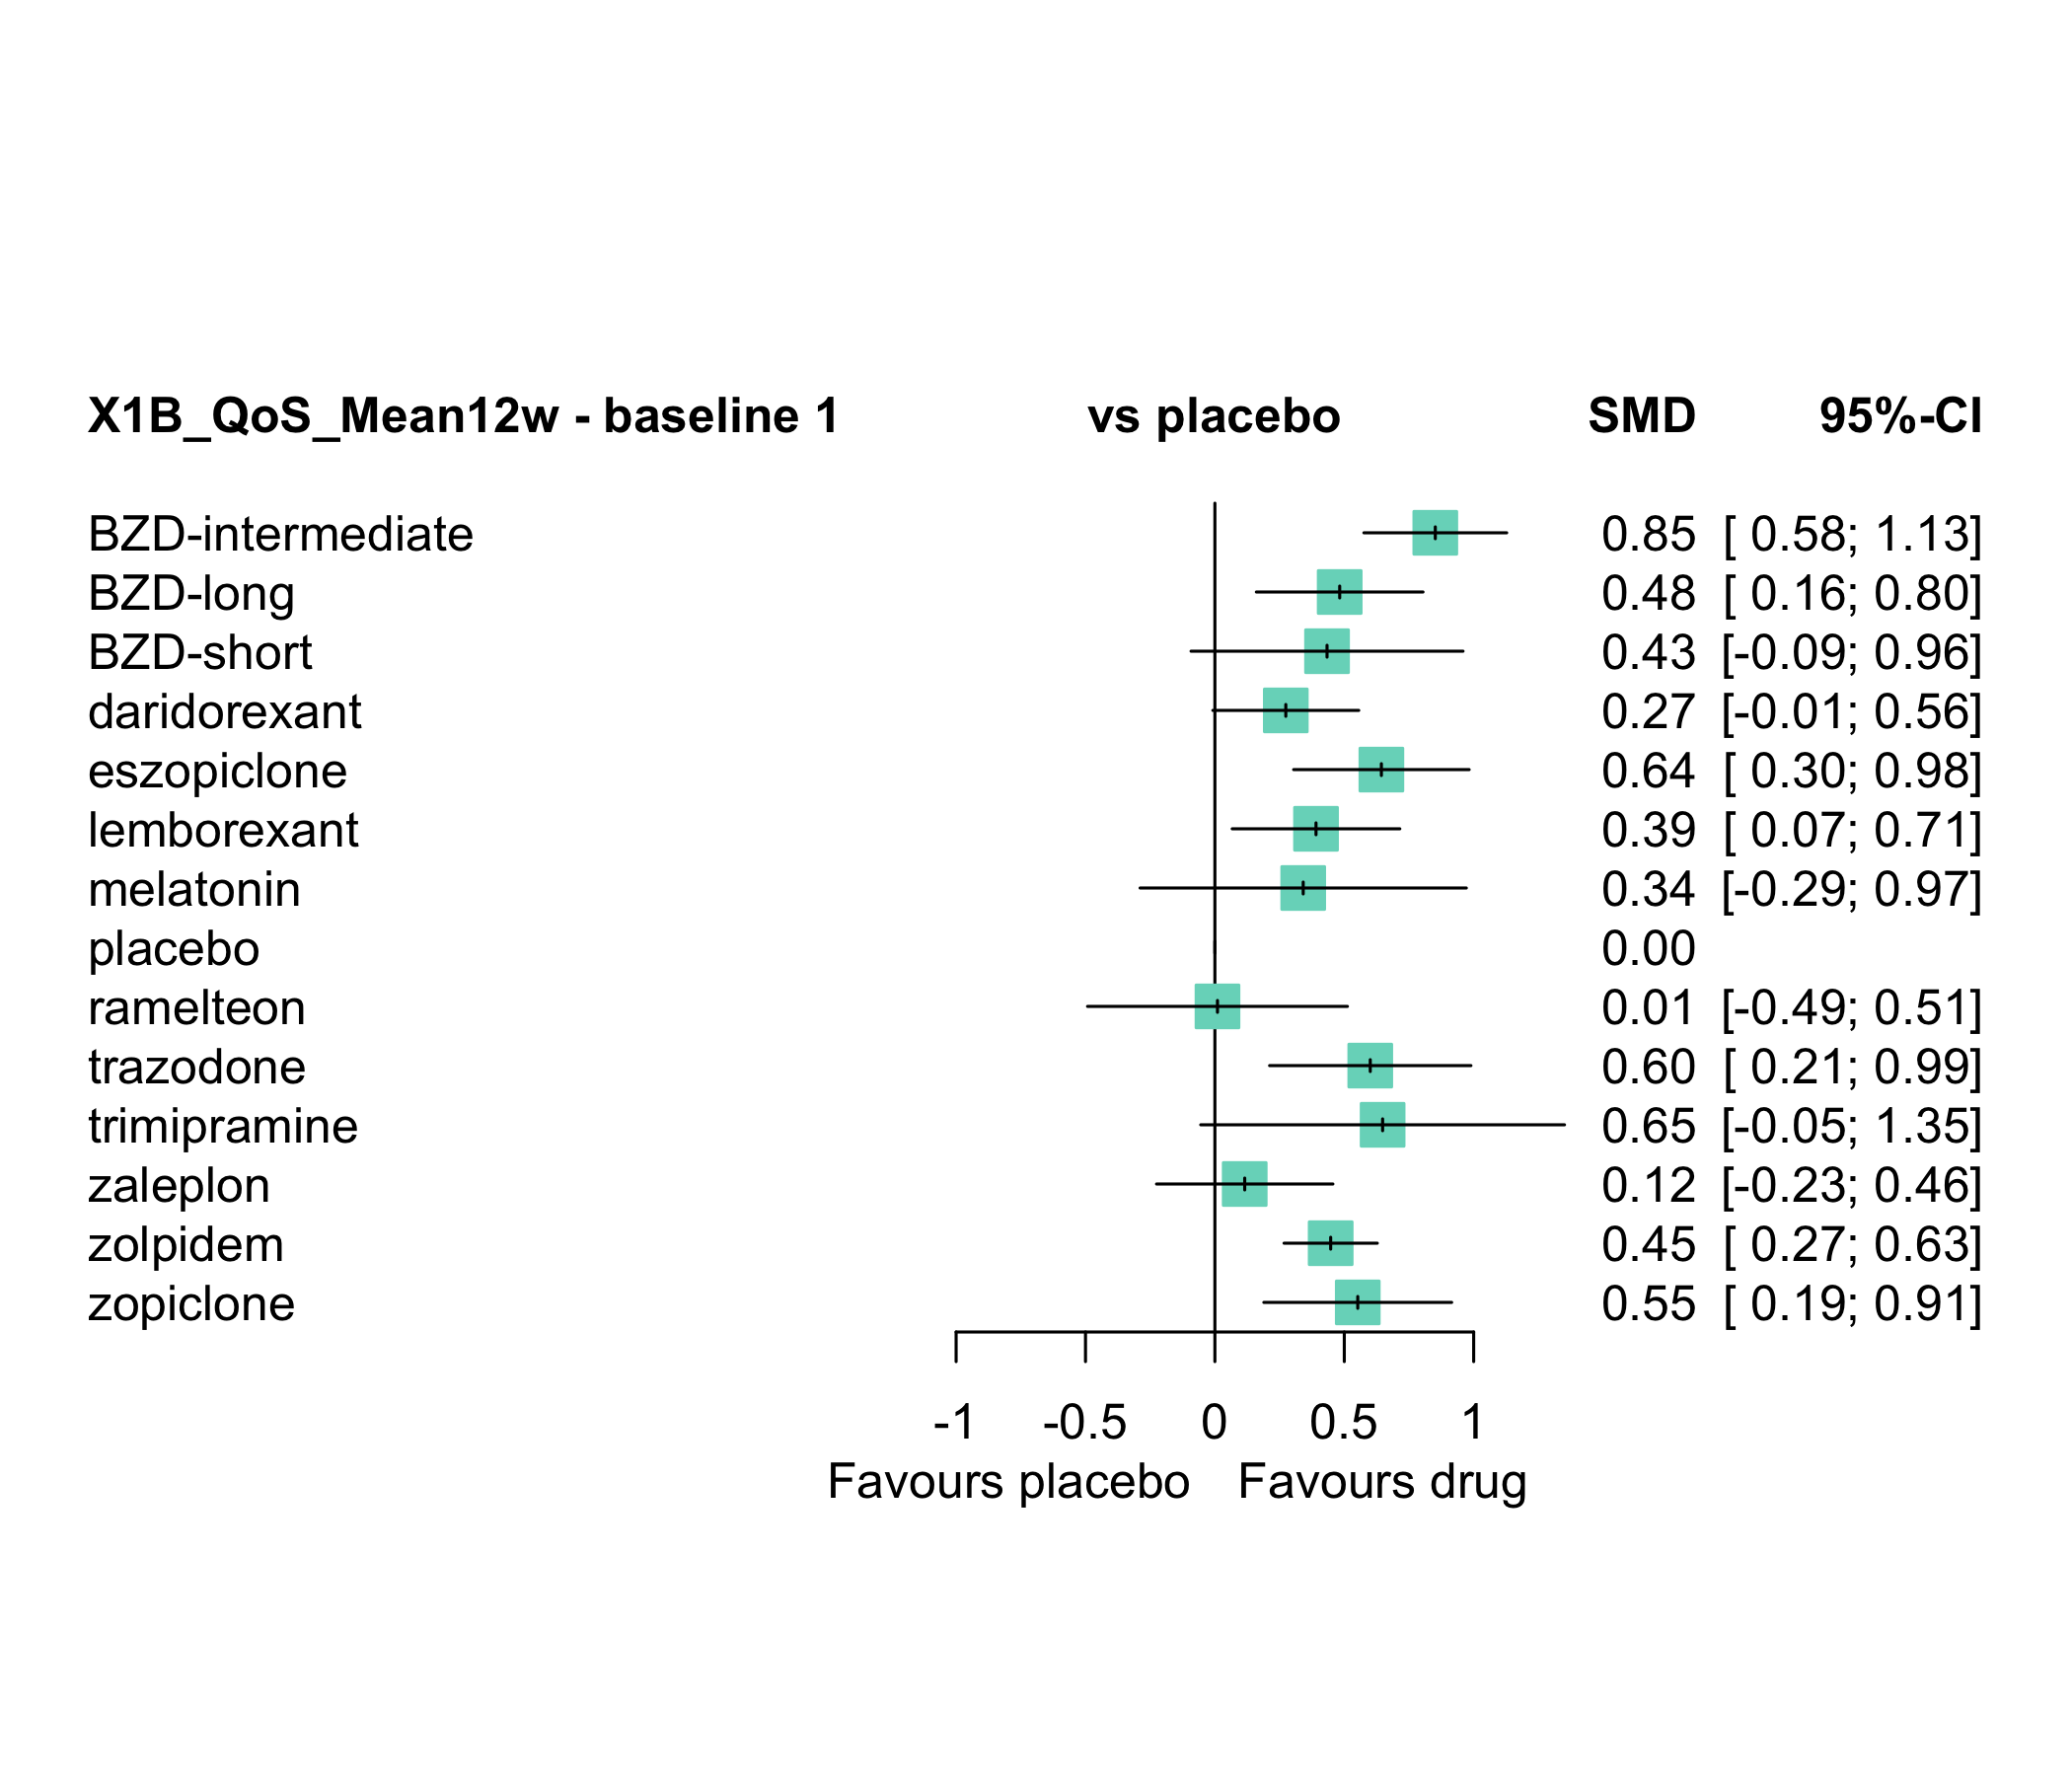 X1B_QoS_Mean12w - baseline 1 vs placebo SMD 95%-CI
BZD-intermediate 0.85 [ 0.58; 1.13]
BZD-long 0.48 [ 0.16; 0.80]
BZD-short 0.43 [-0.09; 0.96]
daridorexant 0.27 [-0.01; 0.56]
eszopiclone 0.64 [ 0.30; 0.98]
lemborexant 0.39 [ 0.07; 0.71]
melatonin 0.34 [-0.29; 0.97]
placebo 0.00
ramelteon 0.01 [-0.49; 0.51]
trazodone 0.60 [ 0.21; 0.99]
trimipramine 0.65 [-0.05; 1.35]
zaleplon 0.12 [-0.23; 0.46]
zolpidem 0.45 [ 0.27; 0.63]
zopiclone 0.55 [ 0.19; 0.91]
-1 -0.5 0 0.5 1
Favours placebo Favours drug